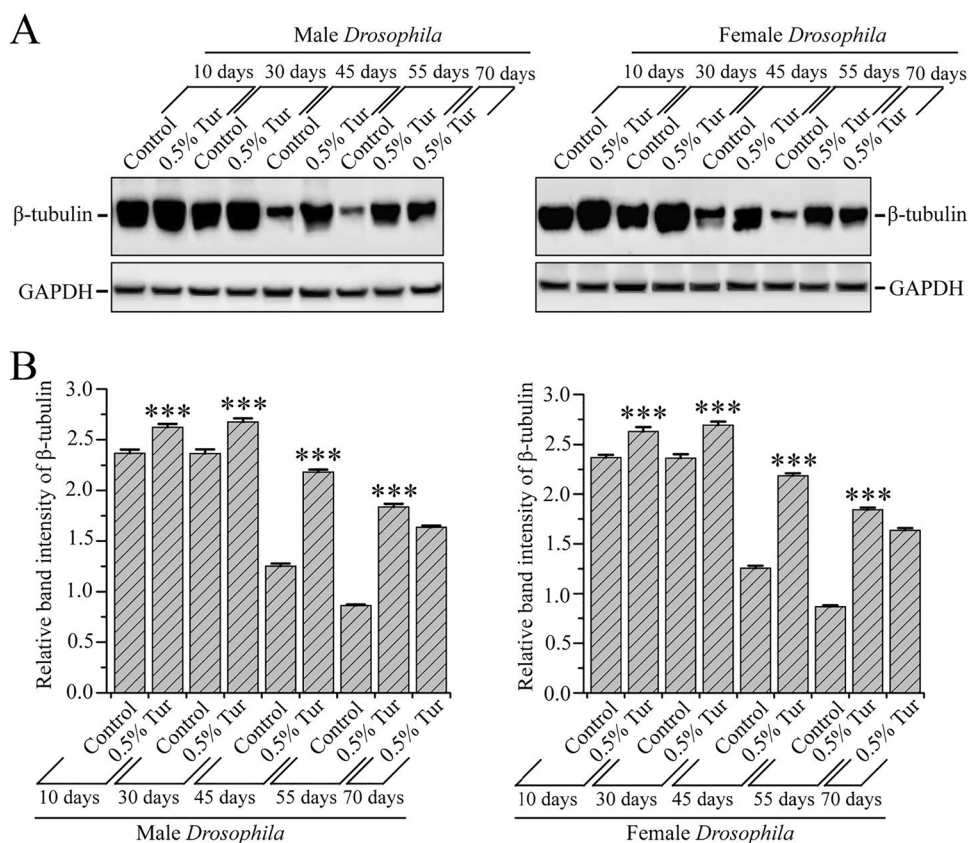 A
Male Drosophila
Female Drosophila
10 days 30 days 45 days 55 days 70 days
10 days 30 days 45 days 55 days 70 days
Control 0.5% Tur Control 0.5% Tur Control 0.5% Tur Control 0.5% Tur 0.5% Tur
Control 0.5% Tur Control 0.5% Tur Control 0.5% Tur Control 0.5% Tur 0.5% Tur
β-tubulin
β-tubulin
GAPDH
GAPDH
B
Relative band intensity of β-tubulin
3.0
2.5
2.0
1.5
1.0
0.5
0.0
*** *** *** ***
Control 0.5% Tur Control 0.5% Tur Control 0.5% Tur Control 0.5% Tur 0.5% Tur
10 days 30 days 45 days 55 days 70 days
Male Drosophila
Relative band intensity of β-tubulin
3.0
2.5
2.0
1.5
1.0
0.5
0.0
*** *** *** ***
Control 0.5% Tur Control 0.5% Tur Control 0.5% Tur Control 0.5% Tur 0.5% Tur
10 days 30 days 45 days 55 days 70 days
Female Drosophila